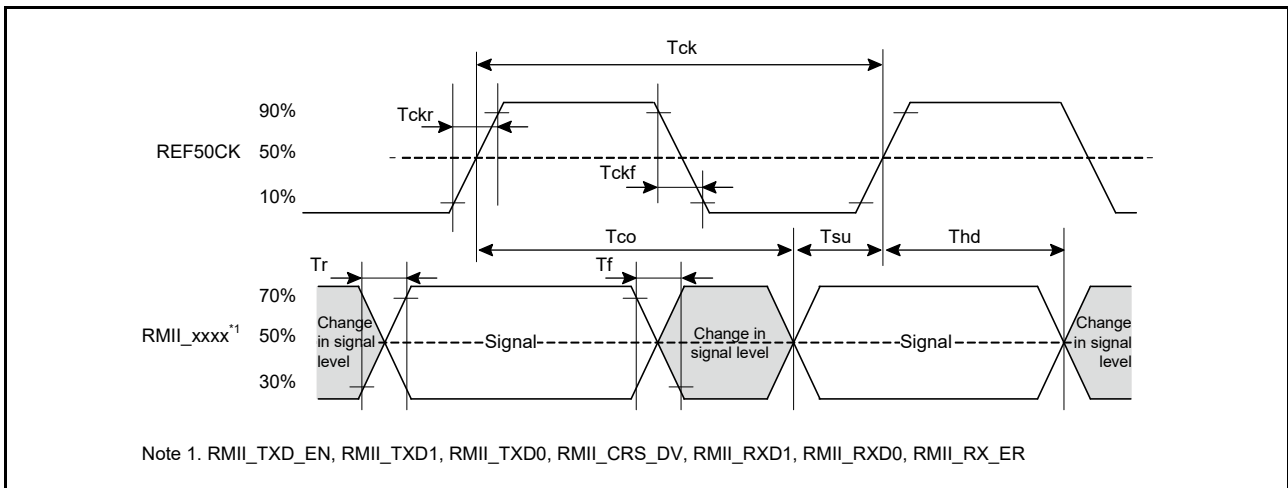 Tck
90%
Tckr
REF50CK
50%
Tckf
10%
Tco
Tsu
Thd
Tr
Tf
70%
RMII_xxxx*1
50%
30%
Change
in signal
level
Signal
Change in
signal level
Signal
Change
in signal
level
Note 1. RMII_TXD_EN, RMII_TXD1, RMII_TXD0, RMII_CRS_DV, RMII_RXD1, RMII_RXD0, RMII_RX_ER